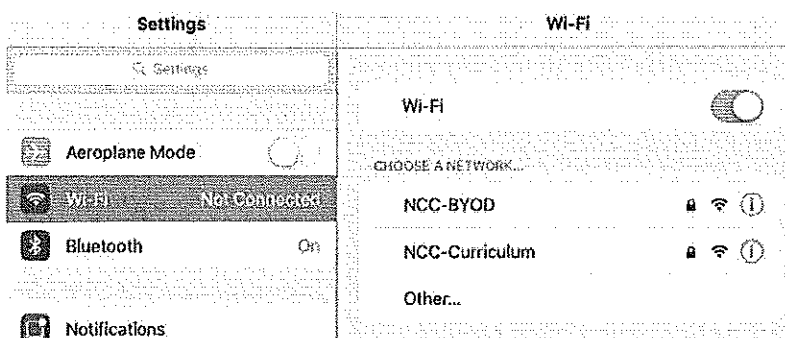 Settings
Settings
Aeroplane Mode
Wi-Fi Not Connected
Bluetooth On
Notifications
Wi-Fi
Wi-Fi
CHOOSE A NETWORK...
NCC-BYOD
NCC-Curriculum
Other...